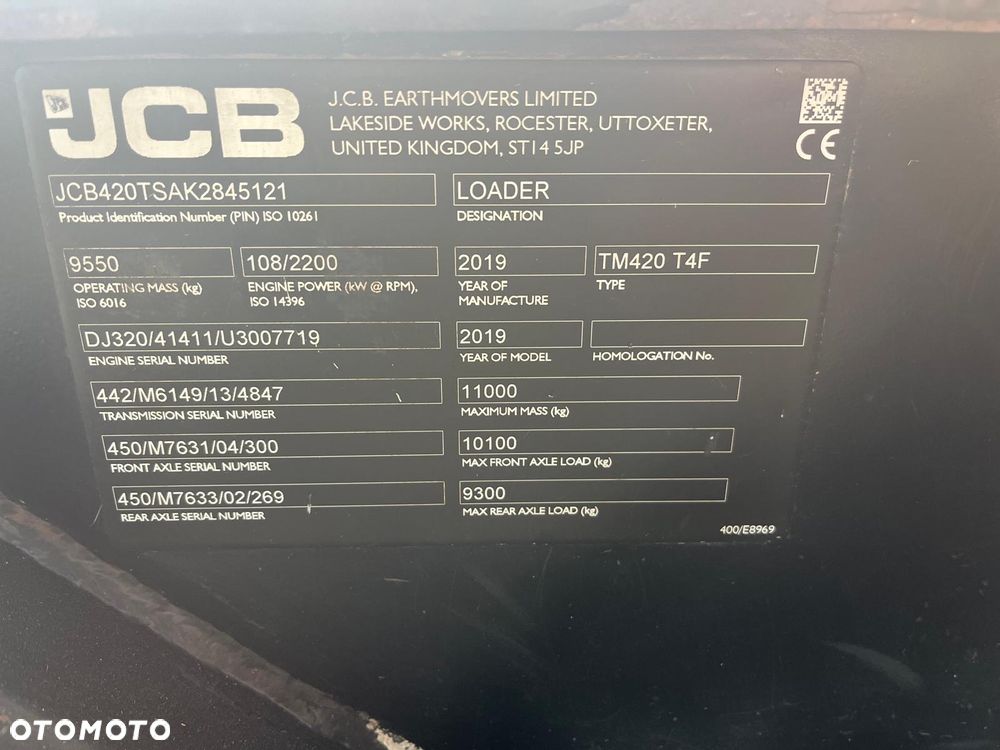 JCB
J.C.B. EARTHMOVERS LIMITED
LAKESIDE WORKS, ROCESTER, UTTOXETER,
UNITED KINGDOM, ST14 5JP
CE
JCB420TSAK2845121
Product Identification Number (PIN) ISO 10261
LOADER
DESIGNATION
9550
OPERATING MASS (kg)
ISO 6016
108/2200
ENGINE POWER (kW @ RPM),
ISO 14396
2019
YEAR OF
MANUFACTURE
TM420 T4F
TYPE
DJ320/41411/U3007719
ENGINE SERIAL NUMBER
2019
YEAR OF MODEL
HOMOLOGATION No.
442/M6149/13/4847
TRANSMISSION SERIAL NUMBER
11000
MAXIMUM MASS (kg)
450/M7631/04/300
FRONT AXLE SERIAL NUMBER
10100
MAX FRONT AXLE LOAD (kg)
450/M7633/02/269
REAR AXLE SERIAL NUMBER
9300
MAX REAR AXLE LOAD (kg)
400/E8969
OTOMOTO